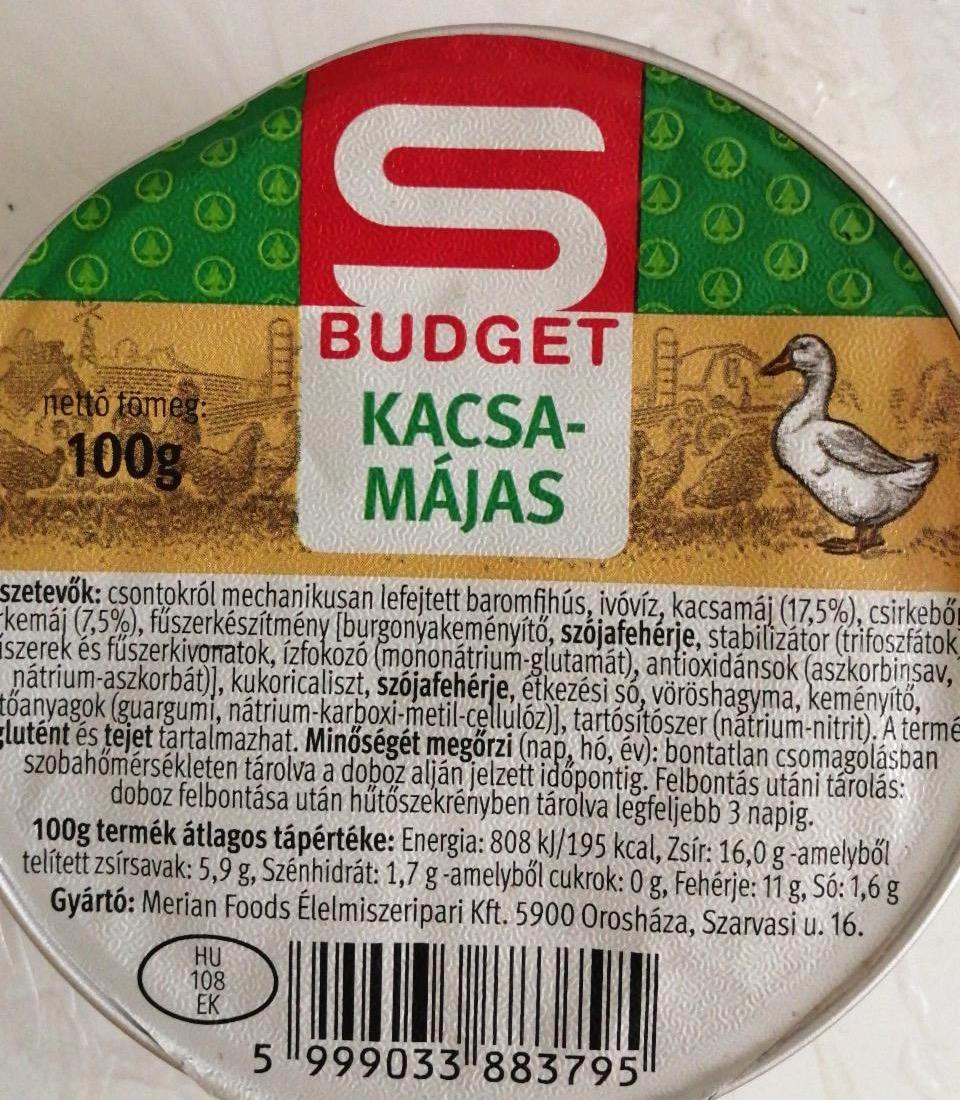 S
BUDGET
KACSA-
MÁJAS
nettó tömeg:
100g
szetevők: csontokról mechanikusan lefejtett baromfihús, ivóvíz, kacsamáj (17,5%), csirkebőr
rkemáj (7,5%), fűszerkészítmény [burgonyakeményítő, szójafehérje, stabilizátor (trifoszfátok)
szerek és fűszerkivonatok, ízfokozó (mononátrium-glutamát), antioxidánsok (aszkorbinsav,
nátrium-aszkorbát)], kukoricaliszt, szójafehérje, étkezési só, vöröshagyma, keményítő,
tőanyagok (guargumi, nátrium-karboxi-metil-cellulóz)], tartósítószer (nátrium-nitrit). A termé
glutént és tejet tartalmazhat. Minőségét megőrzi (nap, hó, év): bontatlan csomagolásban
szobahőmérsékleten tárolva a doboz alján jelzett időpontig. Felbontás utáni tárolás:
doboz felbontása után hűtőszekrényben tárolva legfeljebb 3 napig.
100g termék átlagos tápértéke: Energia: 808 kJ/195 kcal, Zsír: 16,0 g -amelyből
telített zsírsavak: 5,9 g, Szénhidrát: 1,7 g -amelyből cukrok: 0 g, Fehérje: 11 g, Só: 1,6 g
Gyártó: Merian Foods Élelmiszeripari Kft. 5900 Orosháza, Szarvasi u. 16.
HU
108
EK
5 999033 883795